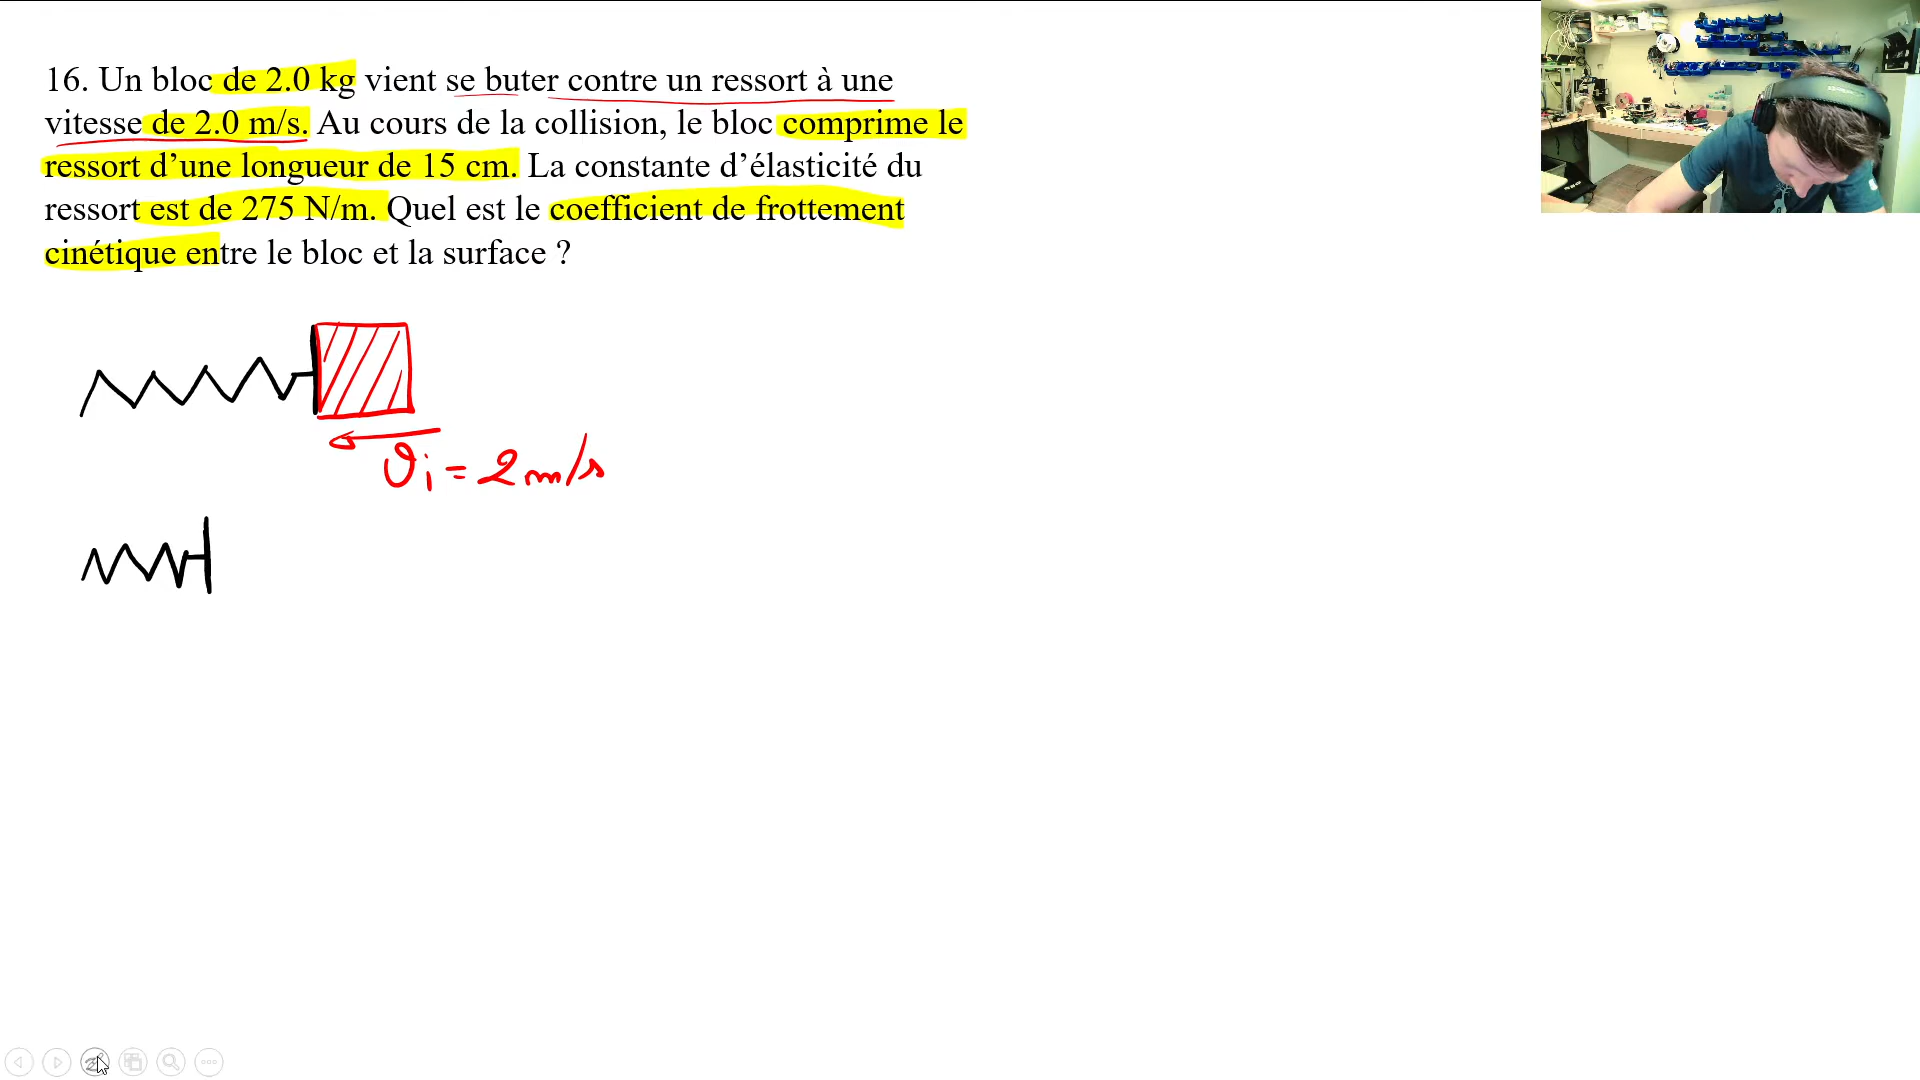 16. Un bloc de 2.0 kg vient se buter contre un ressort à une
vitesse de 2.0 m/s. Au cours de la collision, le bloc comprime le
ressort d’une longueur de 15 cm. La constante d’élasticité du
ressort est de 275 N/m. Quel est le coefficient de frottement
cinétique entre le bloc et la surface ?
vi = 2 m/s